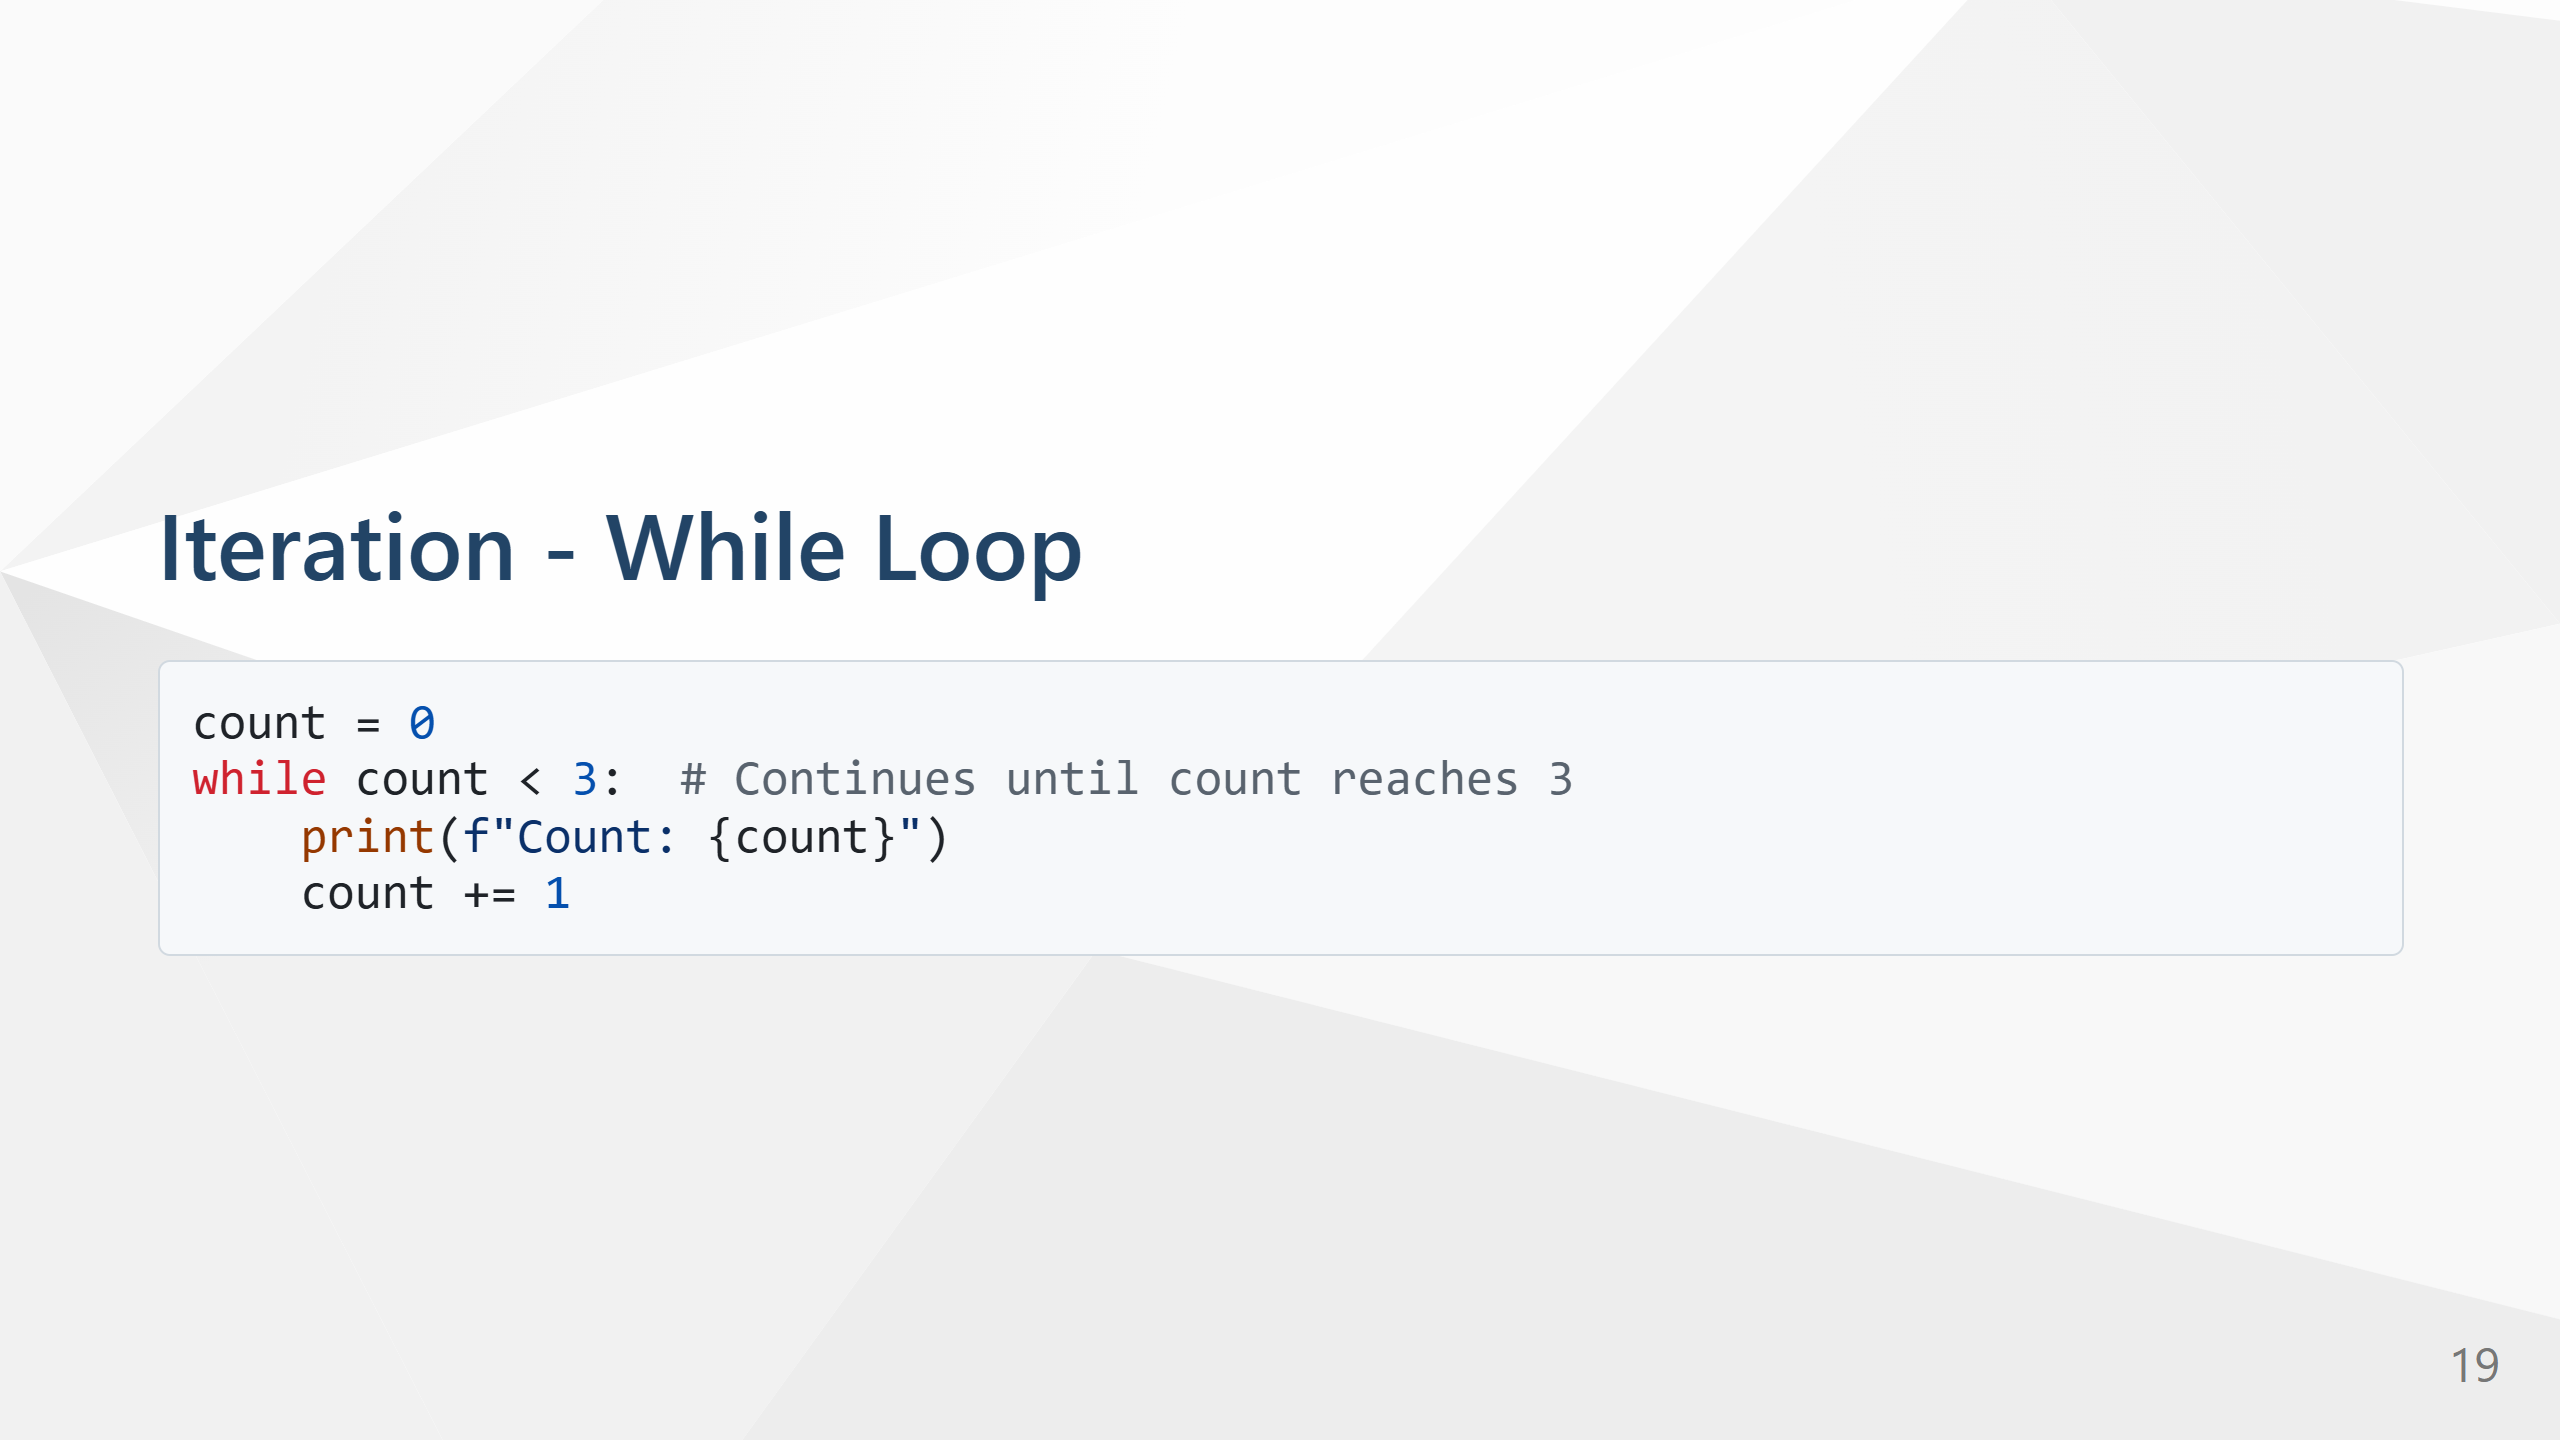 Iteration - While Loop
count = 0
while count < 3:  # Continues until count reaches 3
    print(f"Count: {count}")
    count += 1
19